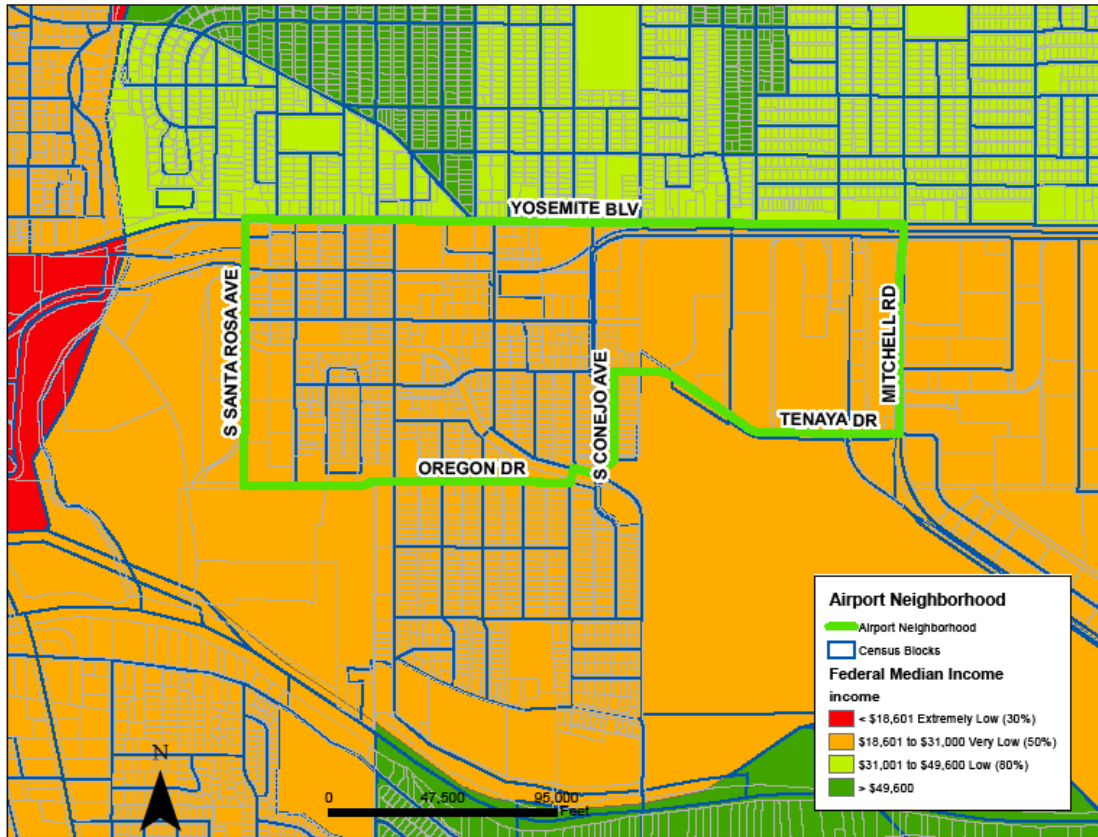 YOSEMITE BLV
S SANTA ROSA AVE
MITCHELL RD
S CONEJO AVE
TENAYA DR
OREGON DR
Airport Neighborhood
Airport Neighborhood
Census Blocks
Federal Median Income
income
< $18,601 Extremely Low (30%)
$18,601 to $31,000 Very Low (50%)
$31,001 to $49,600 Low (80%)
> $49,600
N
0 47,500 95,000
Feet